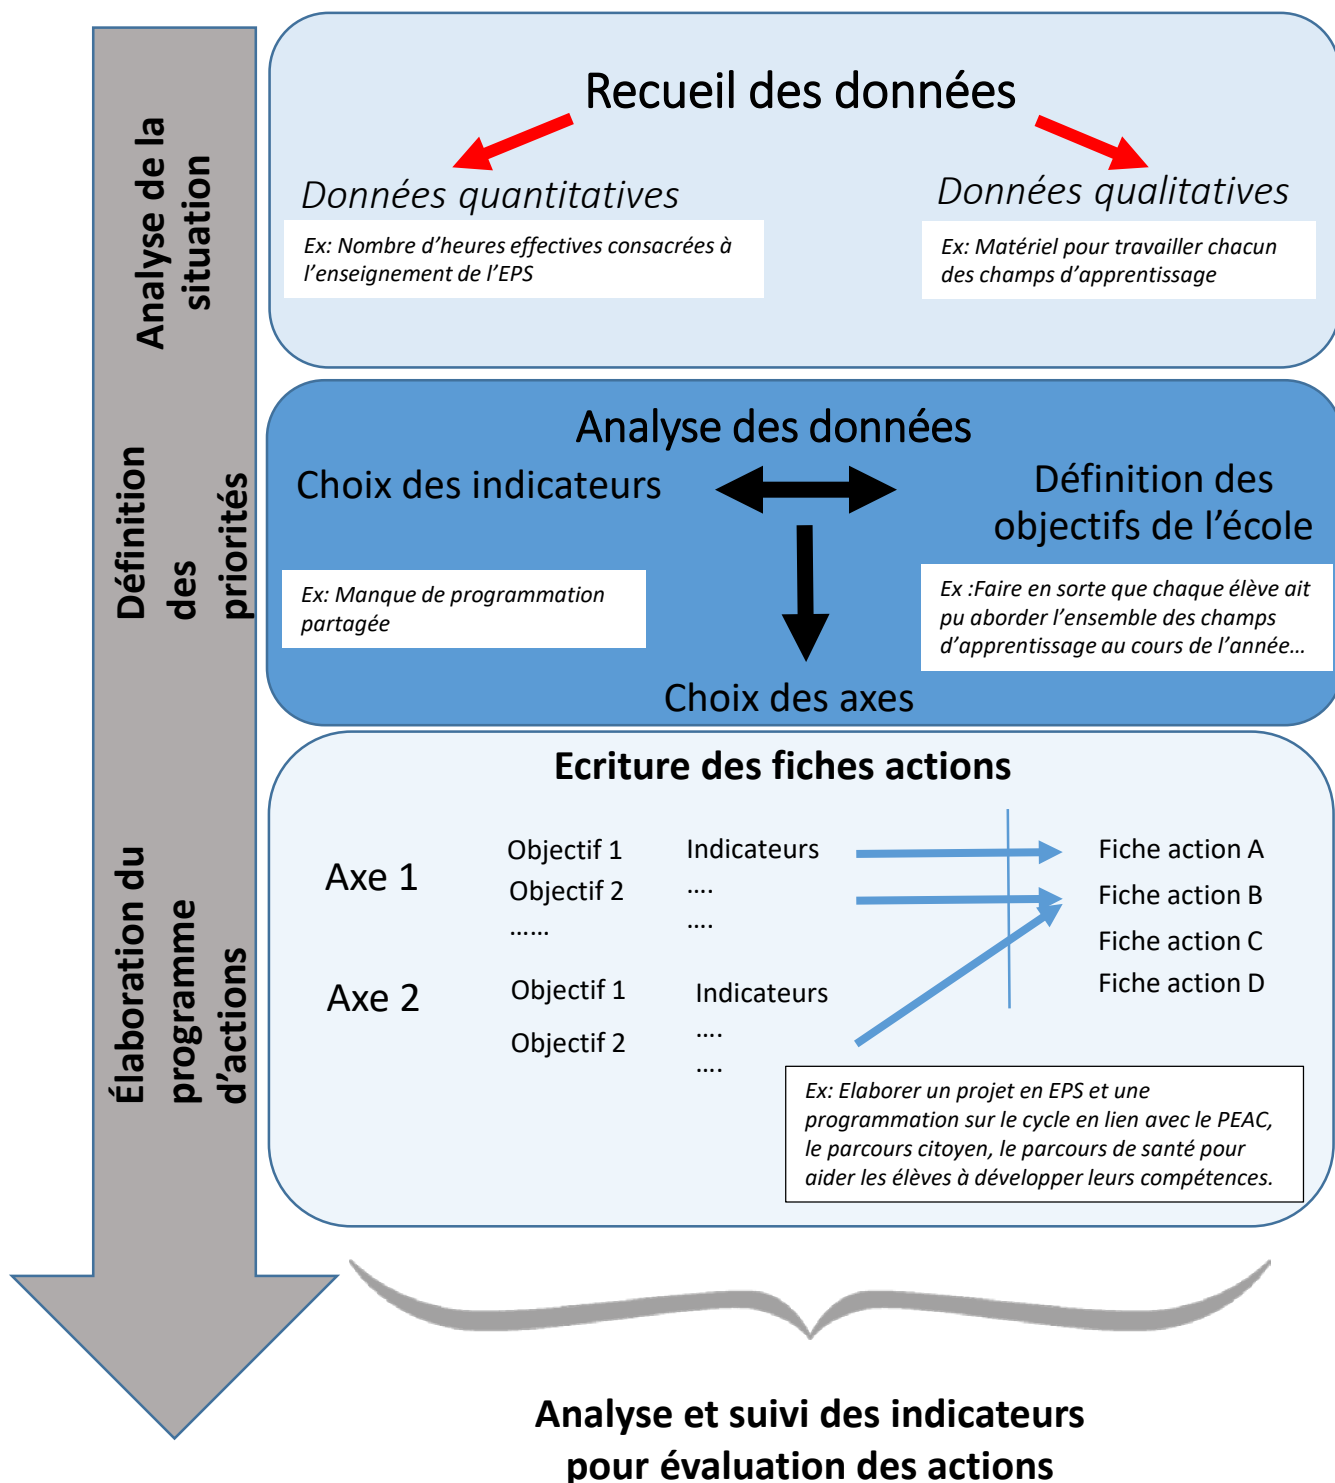 Analyse de la
situation
Recueil des données
Données quantitatives
Ex: Nombre d’heures effectives consacrées à
l’enseignement de l’EPS
Données qualitatives
Ex: Matériel pour travailler chacun
des champs d’apprentissage
Définition
des
priorités
Analyse des données
Choix des indicateurs
Définition des
objectifs de l’école
Ex: Manque de programmation
partagée
Ex :Faire en sorte que chaque élève ait
pu aborder l’ensemble des champs
d’apprentissage au cours de l’année…
Choix des axes
Élaboration du
programme
d’actions
Ecriture des fiches actions
Axe 1
Objectif 1
Objectif 2
……
Indicateurs
….
….
Fiche action A
Fiche action B
Fiche action C
Fiche action D
Axe 2
Objectif 1
Objectif 2
Indicateurs
….
….
Ex: Elaborer un projet en EPS et une
programmation sur le cycle en lien avec le PEAC,
le parcours citoyen, le parcours de santé pour
aider les élèves à développer leurs compétences.
Analyse et suivi des indicateurs
pour évaluation des actions